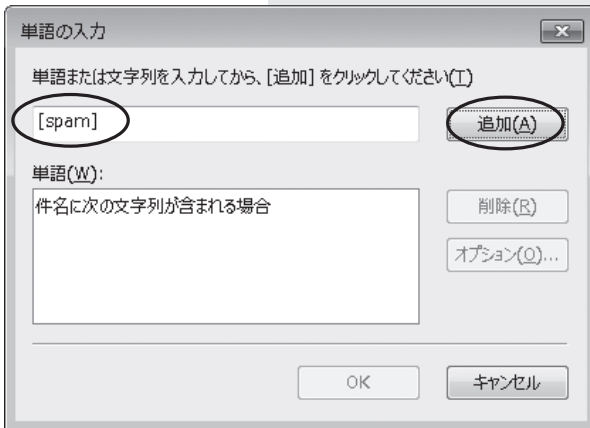 単語の入力
単語または文字列を入力してから、[追加] をクリックしてください(T)
[spam]
追加(A)
単語(W):
件名に次の文字列が含まれる場合
削除(R)
オプション(O)...
OK
キャンセル